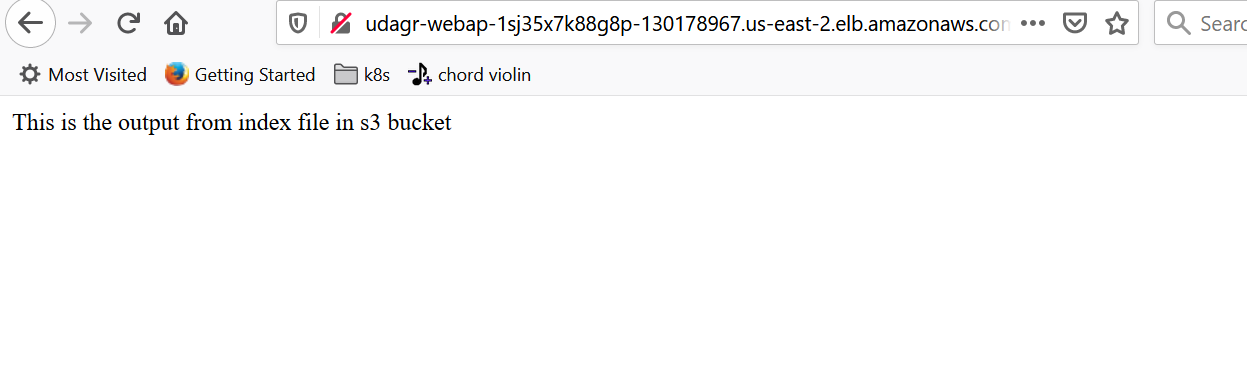 udagr-webap-1sj35x7k88g8p-130178967.us-east-2.elb.amazonaws.con Searc
Most Visited Getting Started k8s chord violin
This is the output from index file in s3 bucket